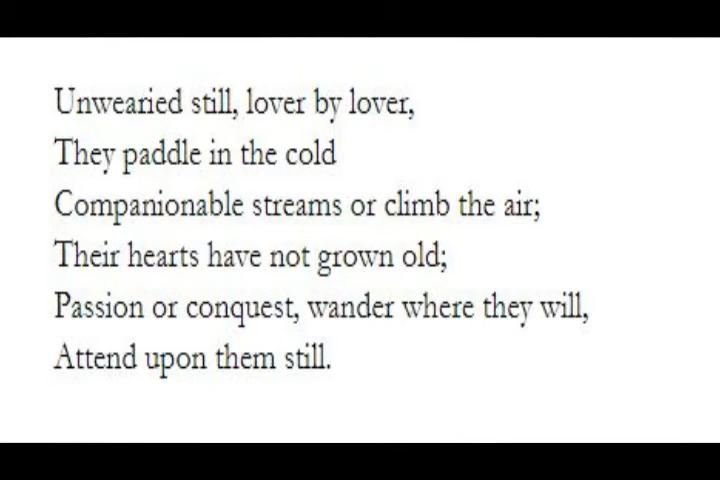 Unwearied still, lover by lover,
They paddle in the cold
Companionable streams or climb the air;
Their hearts have not grown old;
Passion or conquest, wander where they will,
Attend upon them still.